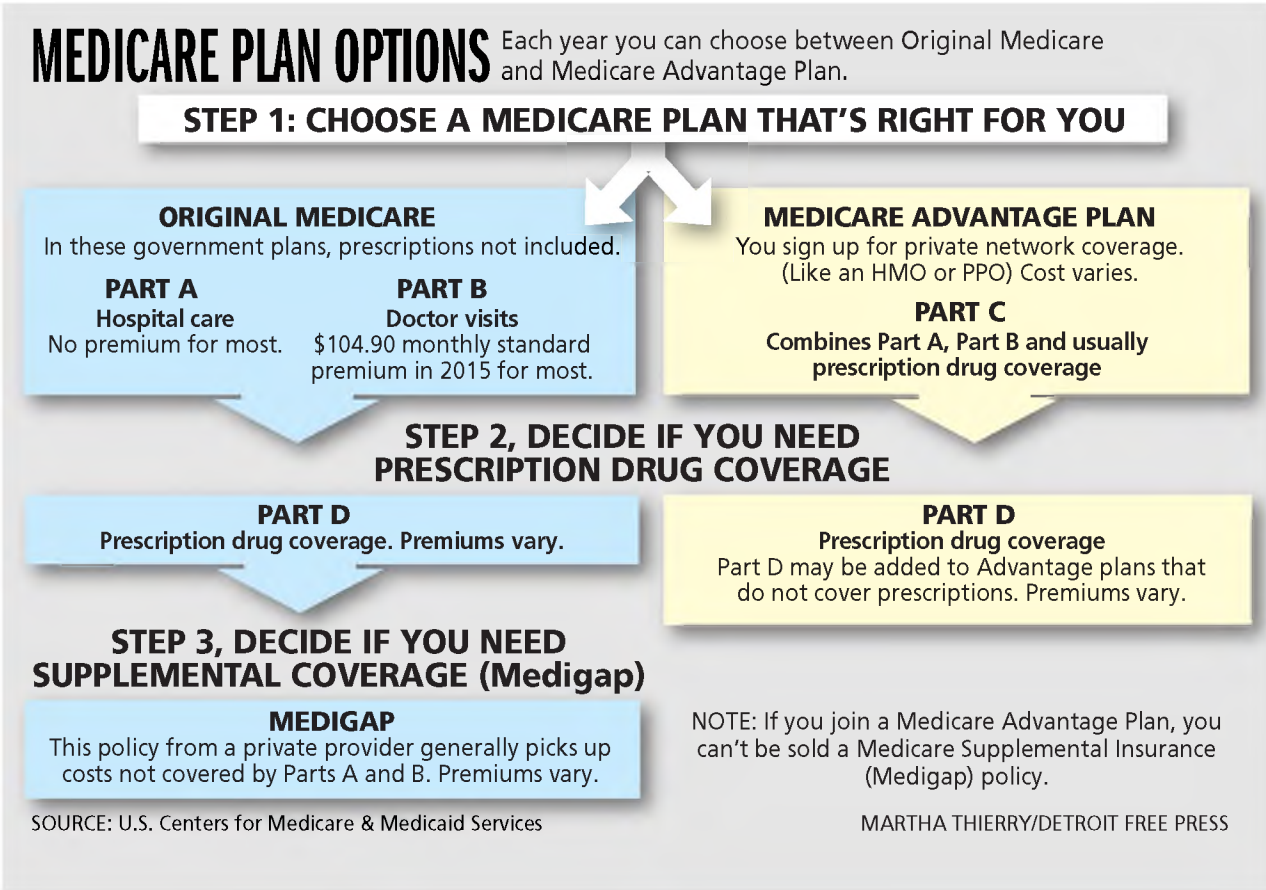 MEDICARE PLAN OPTIONS
Each year you can choose between Original Medicare
and Medicare Advantage Plan.
STEP 1: CHOOSE A MEDICARE PLAN THAT'S RIGHT FOR YOU
ORIGINAL MEDICARE
In these government plans, prescriptions not included.
PART A
Hospital care
No premium for most.
PART B
Doctor visits
$104.90 monthly standard
premium in 2015 for most.
MEDICARE ADVANTAGE PLAN
You sign up for private network coverage.
(Like an HMO or PPO) Cost varies.
PART C
Combines Part A, Part B and usually
prescription drug coverage
STEP 2, DECIDE IF YOU NEED
PRESCRIPTION DRUG COVERAGE
PART D
Prescription drug coverage. Premiums vary.
PART D
Prescription drug coverage
Part D may be added to Advantage plans that
do not cover prescriptions. Premiums vary.
STEP 3, DECIDE IF YOU NEED
SUPPLEMENTAL COVERAGE (Medigap)
MEDIGAP
This policy from a private provider generally picks up
costs not covered by Parts A and B. Premiums vary.
NOTE: If you join a Medicare Advantage Plan, you
can't be sold a Medicare Supplemental Insurance
(Medigap) policy.
SOURCE: U.S. Centers for Medicare & Medicaid Services
MARTHA THIERRY/DETROIT FREE PRESS